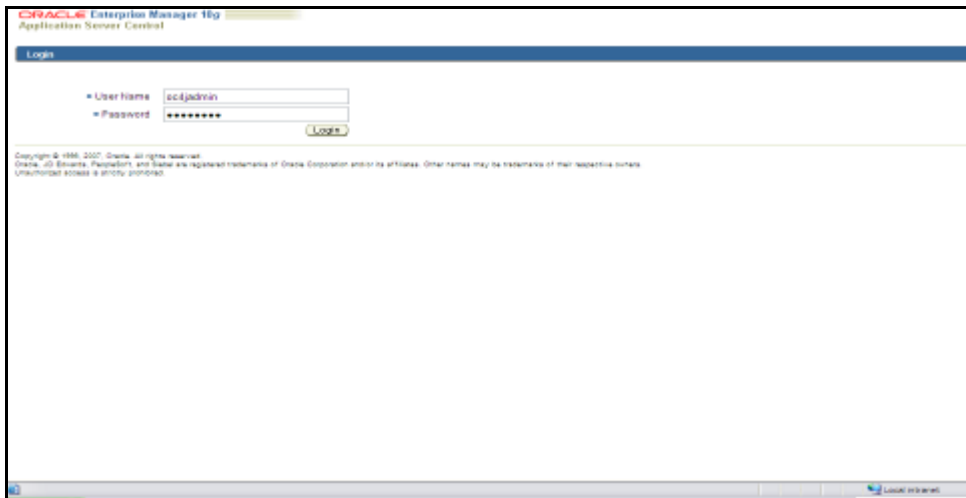 ORACLE Enterprise Manager 10g
Application Server Control
Login
User Name oc4jadmin
Password ••••••••
Login
Copyright © 1996, 2007, Oracle. All rights reserved.
Oracle, JD Edwards, PeopleSoft, and Siebel are registered trademarks of Oracle Corporation and/or its affiliates. Other names may be trademarks of their respective owners.
Unauthorized access is strictly prohibited.
Local intranet